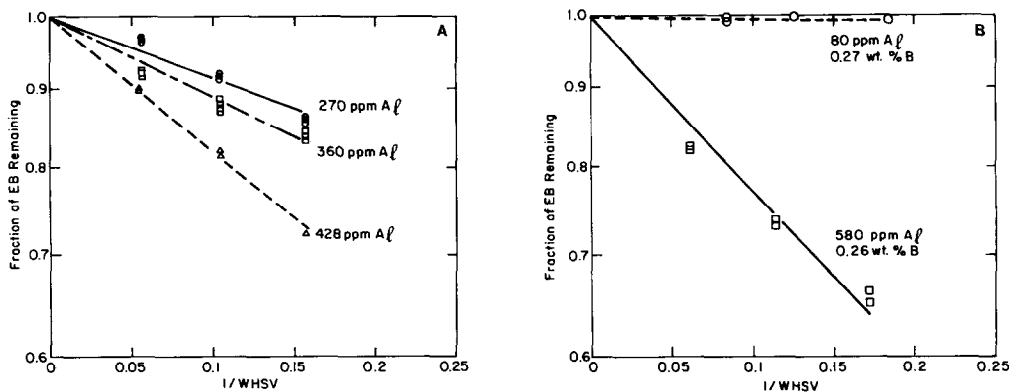 A
1.0
0.9
0.8
0.7
0.6
Fraction of EB Remaining
270 ppm Aℓ
360 ppm Aℓ
428 ppm Aℓ
0 0.05 0.1 0.15 0.2 0.25
1/WHSV
B
1.0
0.9
0.8
0.7
0.6
Fraction of EB Remaining
80 ppm Aℓ
0.27 wt. % B
580 ppm Aℓ
0.26 wt. % B
0 0.05 0.1 0.15 0.2 0.25
1/WHSV